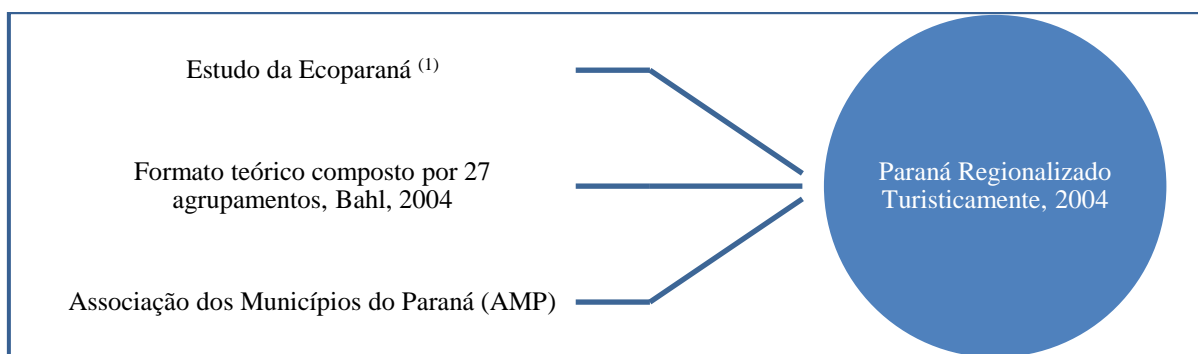 Estudo da Ecoparaná (1)
Formato teórico composto por 27
agrupamentos, Bahl, 2004
Associação dos Municípios do Paraná (AMP)
Paraná Regionalizado
Turisticamente, 2004